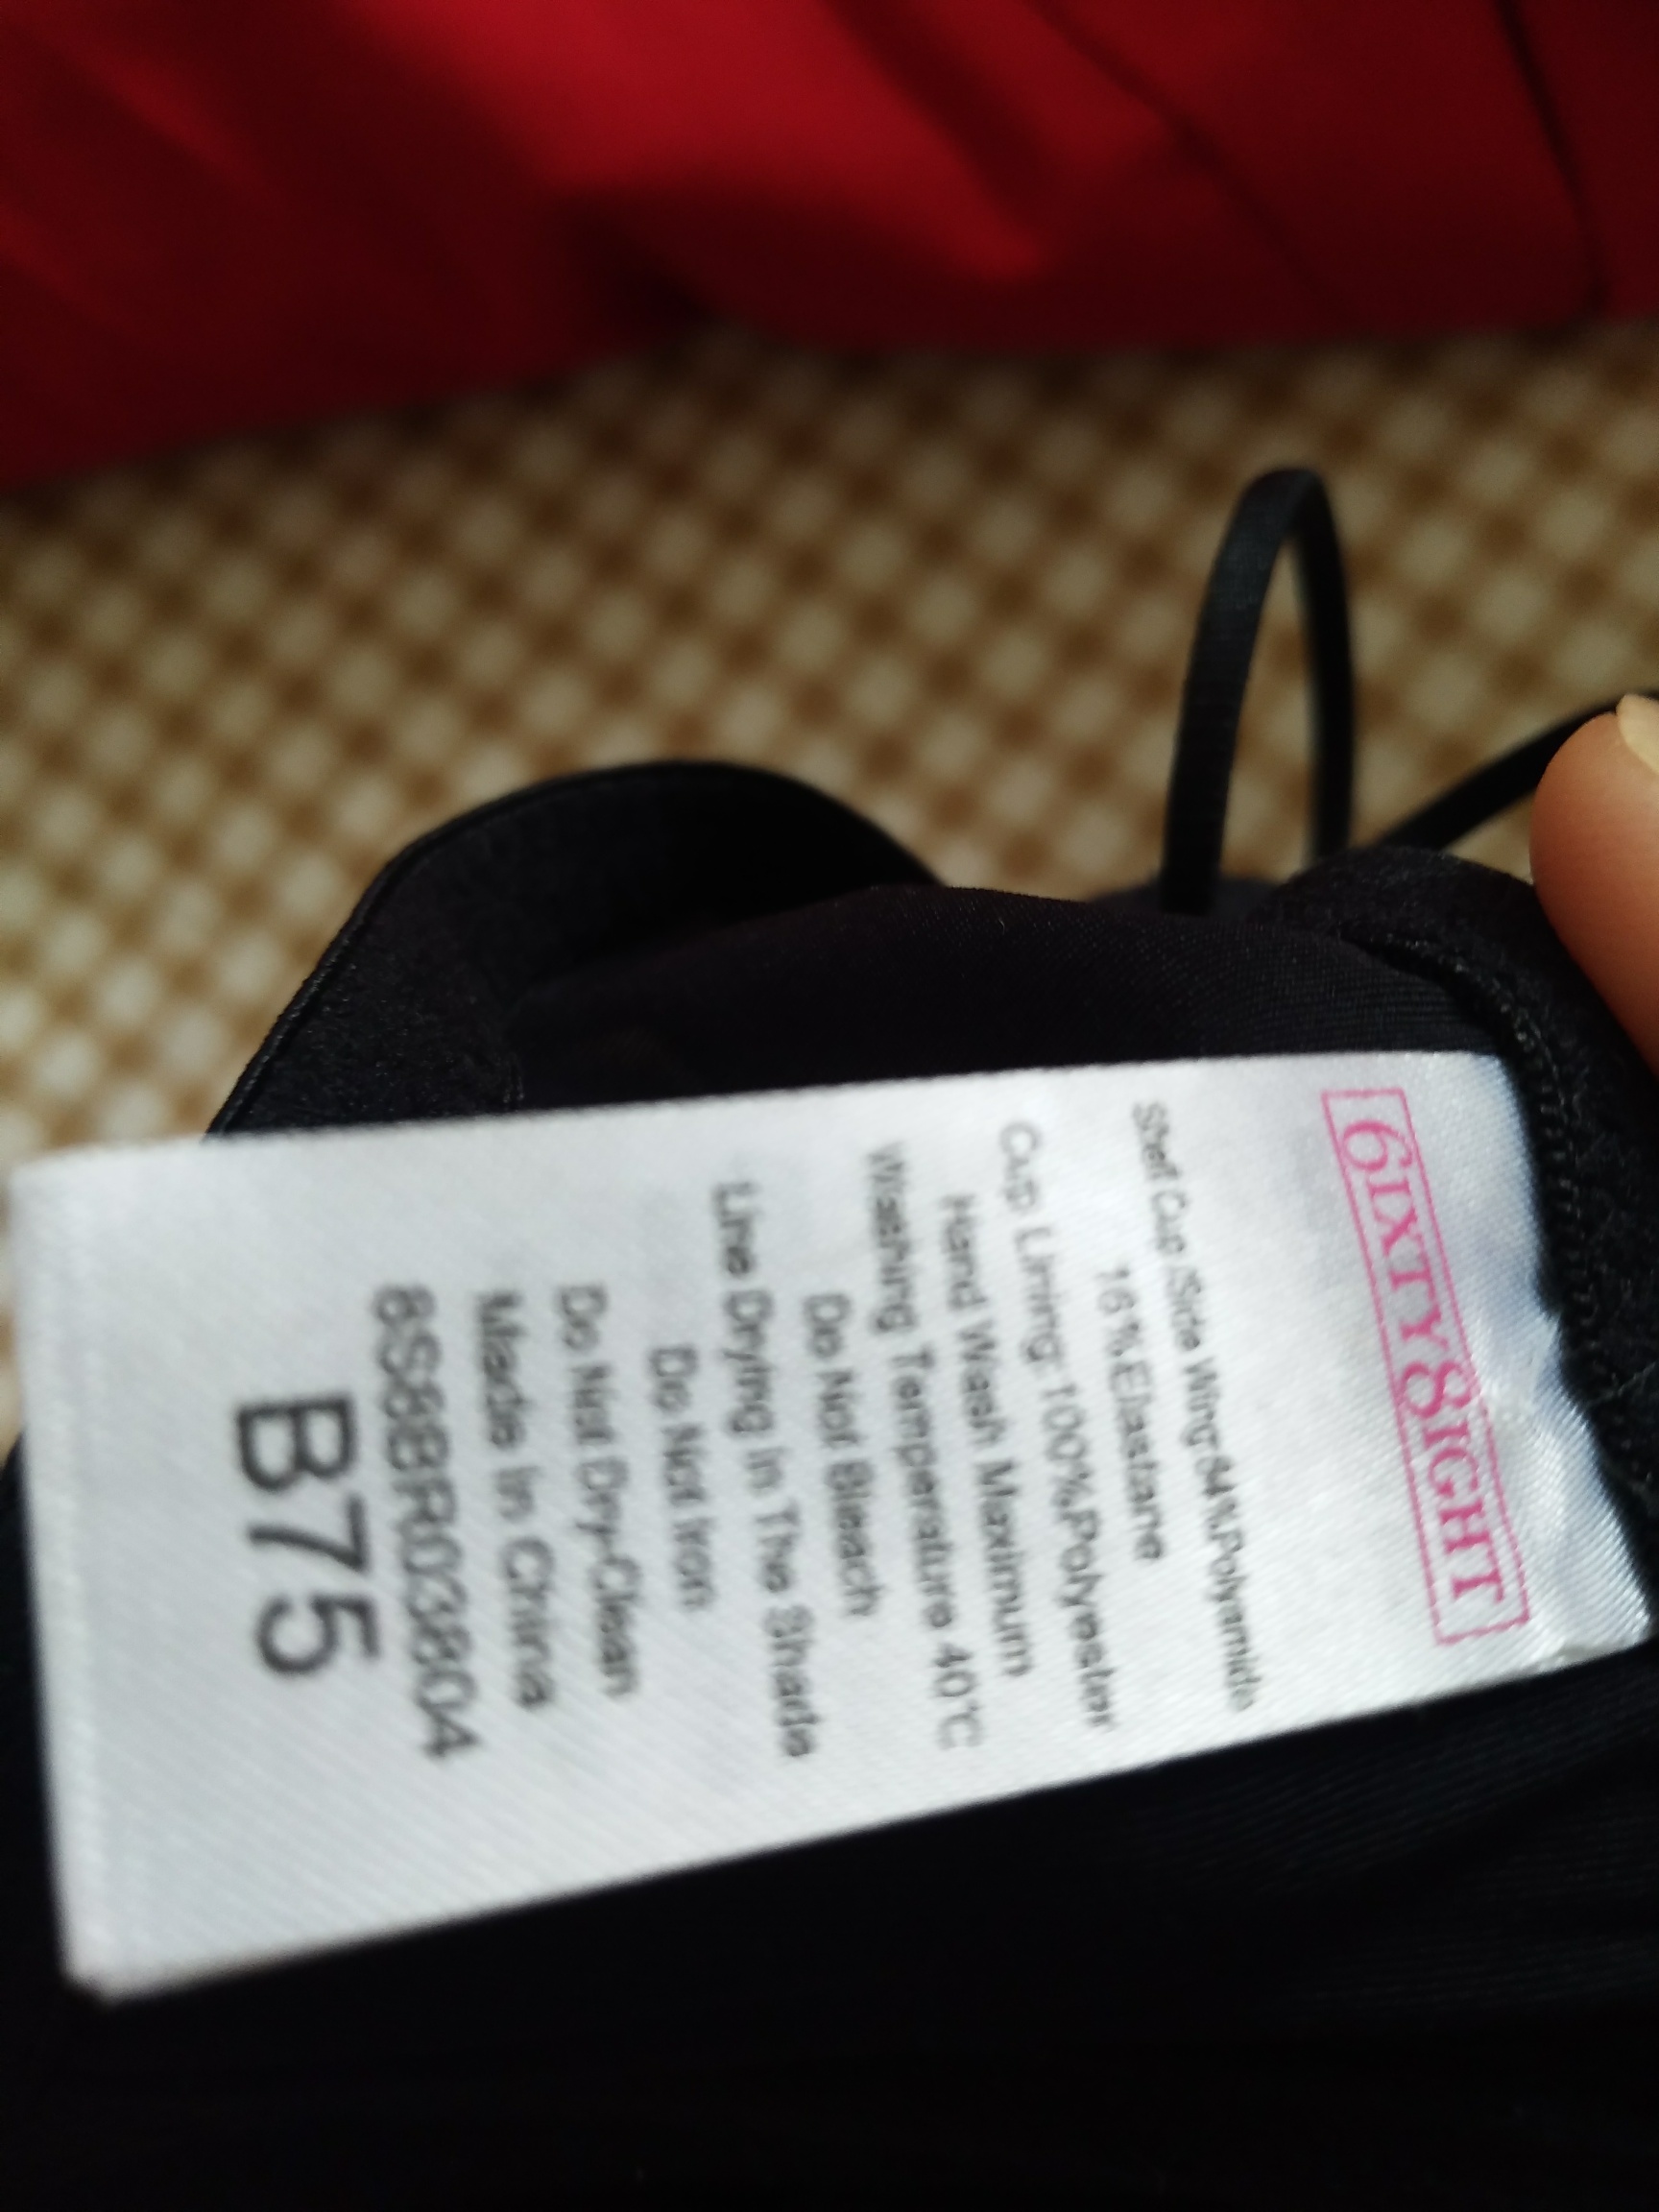 6IXTY8IGHT
Shell Cup /Side Wing:84%Polyamide
16%Elastane
Cup Lining:100%Polyester
Hand Wash Maximum
Washing Temperature 40°C
Do Not Bleach
Line Drying In The Shade
Do Not Iron
Do Not Dry-Clean
Made In China
B75